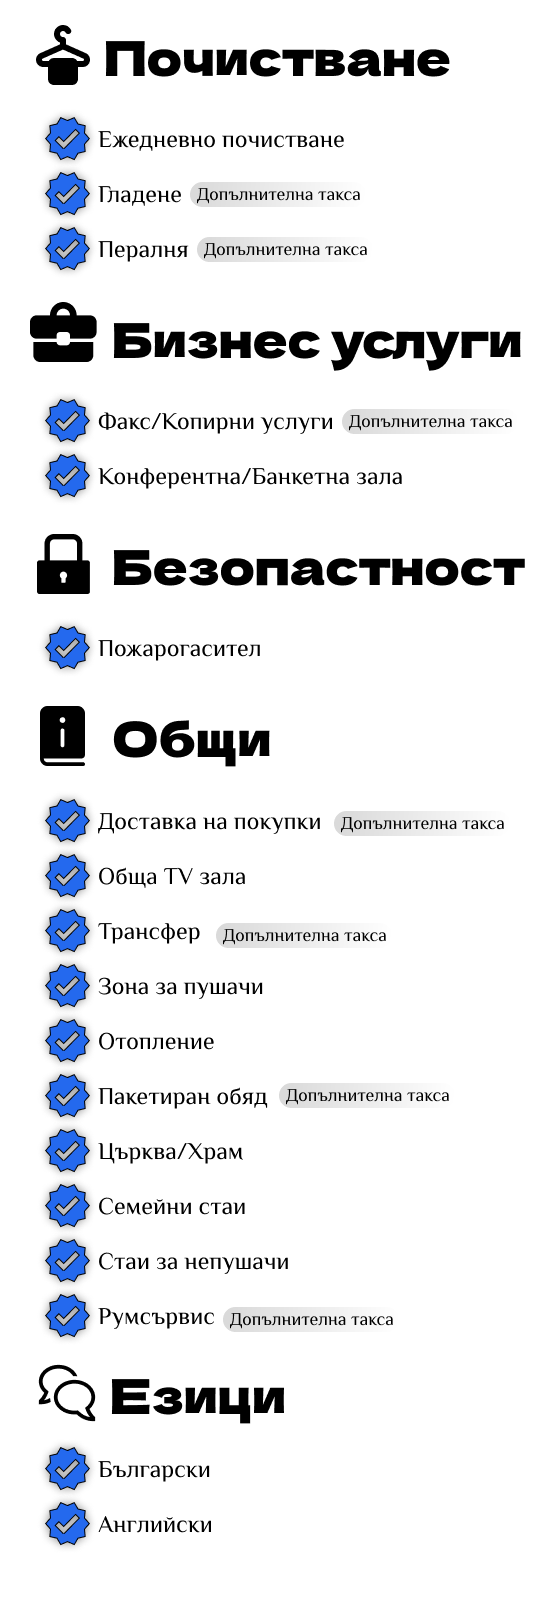 Почистване
Ежедневно почистване
Гладене Допълнителна такса
Пералня Допълнителна такса
Бизнес услуги
Факс/Копирни услуги Допълнителна такса
Конферентна/Банкетна зала
Безопастност
Пожарогасител
Общи
Доставка на покупки Допълнителна такса
Обща TV зала
Трансфер Допълнителна такса
Зона за пушачи
Отопление
Пакетиран обяд Допълнителна такса
Църква/Храм
Семейни стаи
Стаи за непушачи
Румсървис Допълнителна такса
Езици
Български
Английски